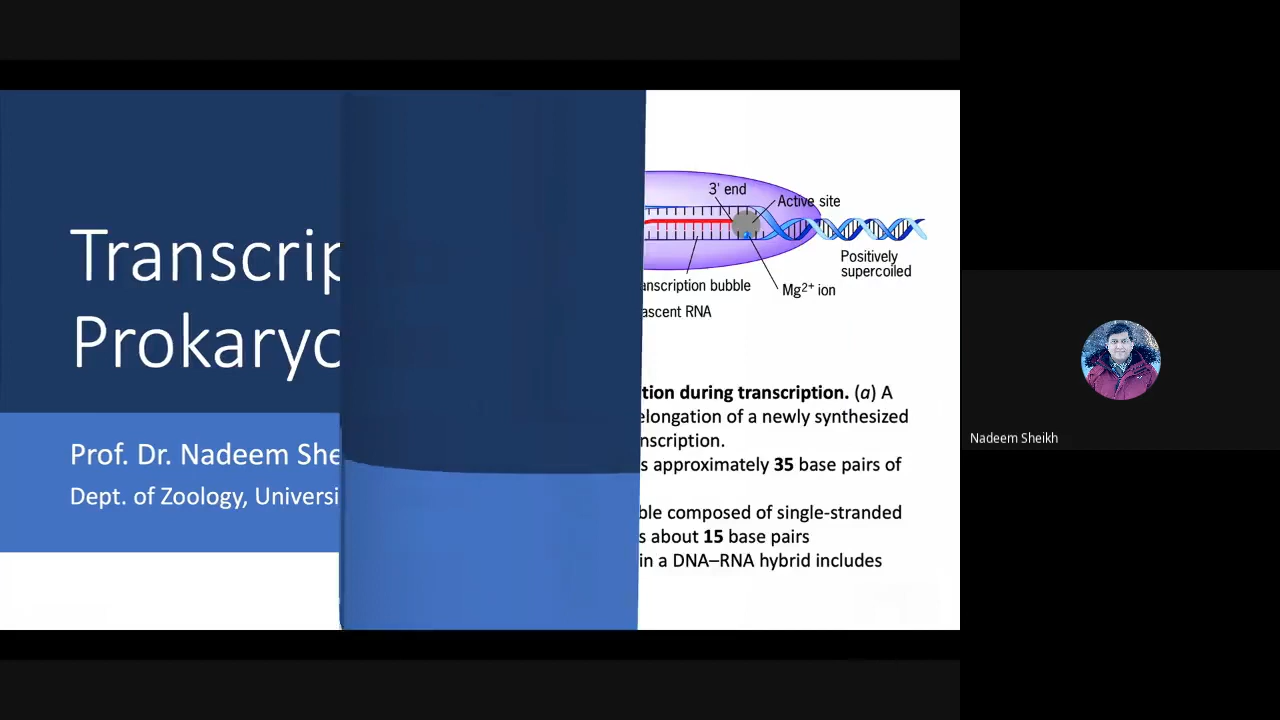 Transcrip
Prokaryc
Prof. Dr. Nadeem She
Dept. of Zoology, Universi
3' end
Active site
Positively
supercoiled
anscription bubble
Mg2+ ion
ascent RNA
tion during transcription. (a) A
elongation of a newly synthesized
nscription.
s approximately 35 base pairs of
ble composed of single-stranded
s about 15 base pairs
in a DNA–RNA hybrid includes
Nadeem Sheikh